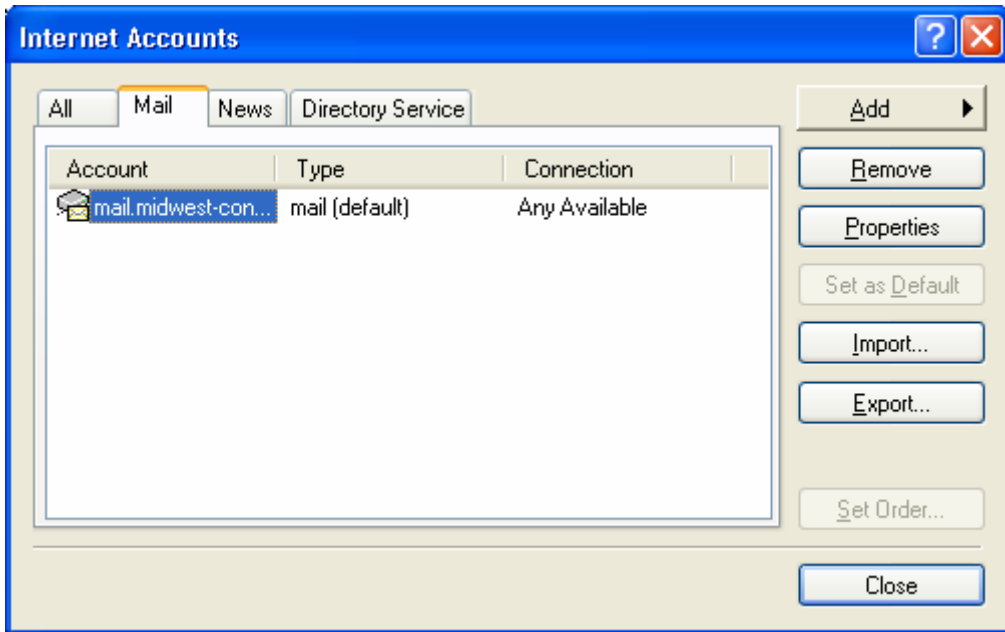 Internet Accounts
All Mail News Directory Service
Account Type Connection
mail.midwest-con... mail (default) Any Available
Add
Remove
Properties
Set as Default
Import...
Export...
Set Order...
Close